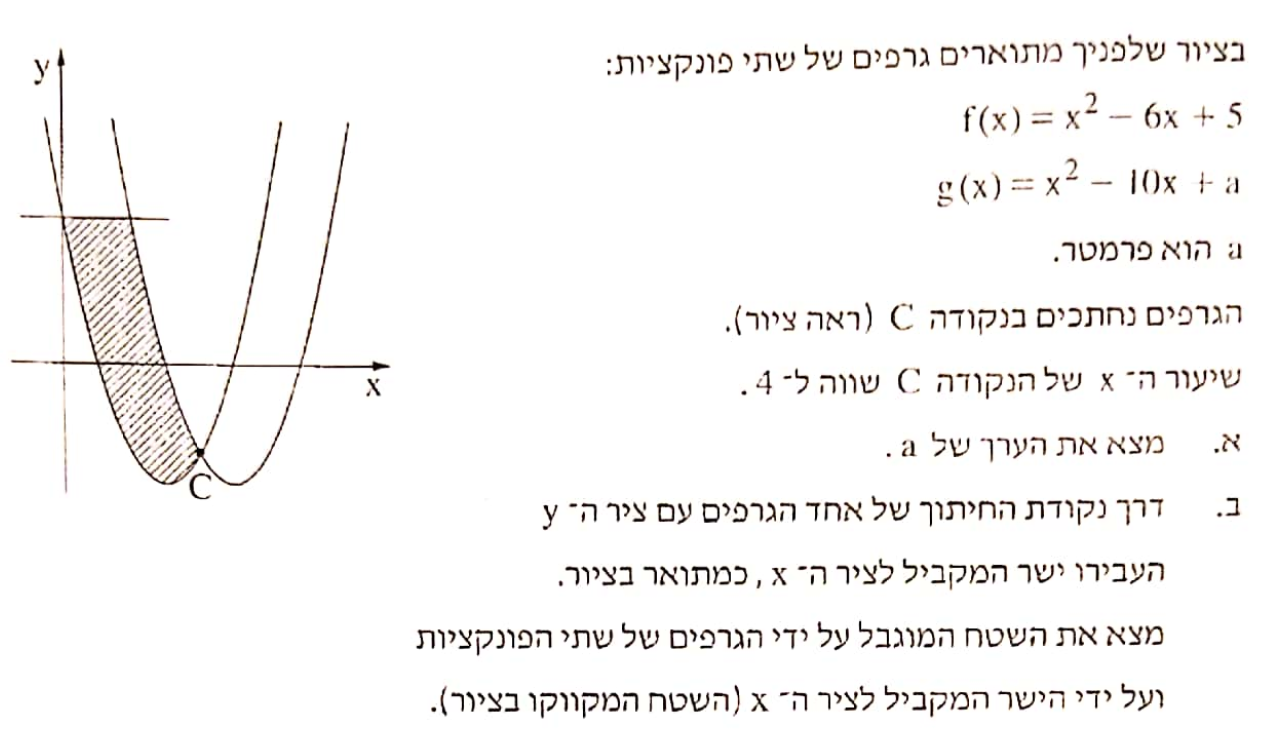 בציור שלפניך מתוארים גרפים של שתי פונקציות:
f(x) = x² − 6x + 5
g(x) = x² − 10x + a
a הוא פרמטר.
הגרפים נחתכים בנקודה C (ראה ציור).
שיעור ה־ x של הנקודה C שווה ל־ 4.
א. מצא את הערך של a.
ב. דרך נקודת החיתוך של אחד הגרפים עם ציר ה־ y
העבירו ישר המקביל לציר ה־ x, כמתואר בציור.
מצא את השטח המוגבל על ידי הגרפים של שתי הפונקציות
ועל ידי הישר המקביל לציר ה־ x (השטח המקווקו בציור).
y
x
C